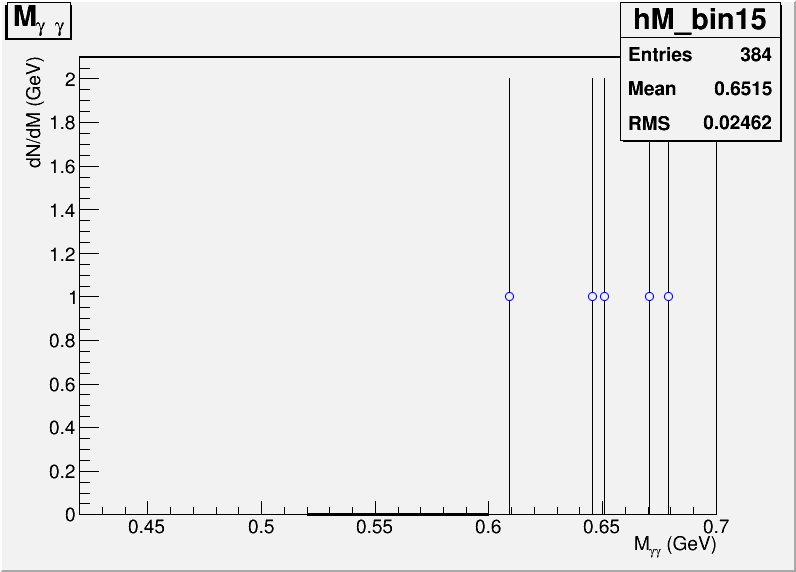 Mγ γ
hM_bin15
Entries 384
Mean 0.6515
RMS 0.02462
dN/dM (GeV)
2
1.8
1.6
1.4
1.2
1
0.8
0.6
0.4
0.2
0
0.45 0.5 0.55 0.6 0.65 0.7
Mγγ (GeV)